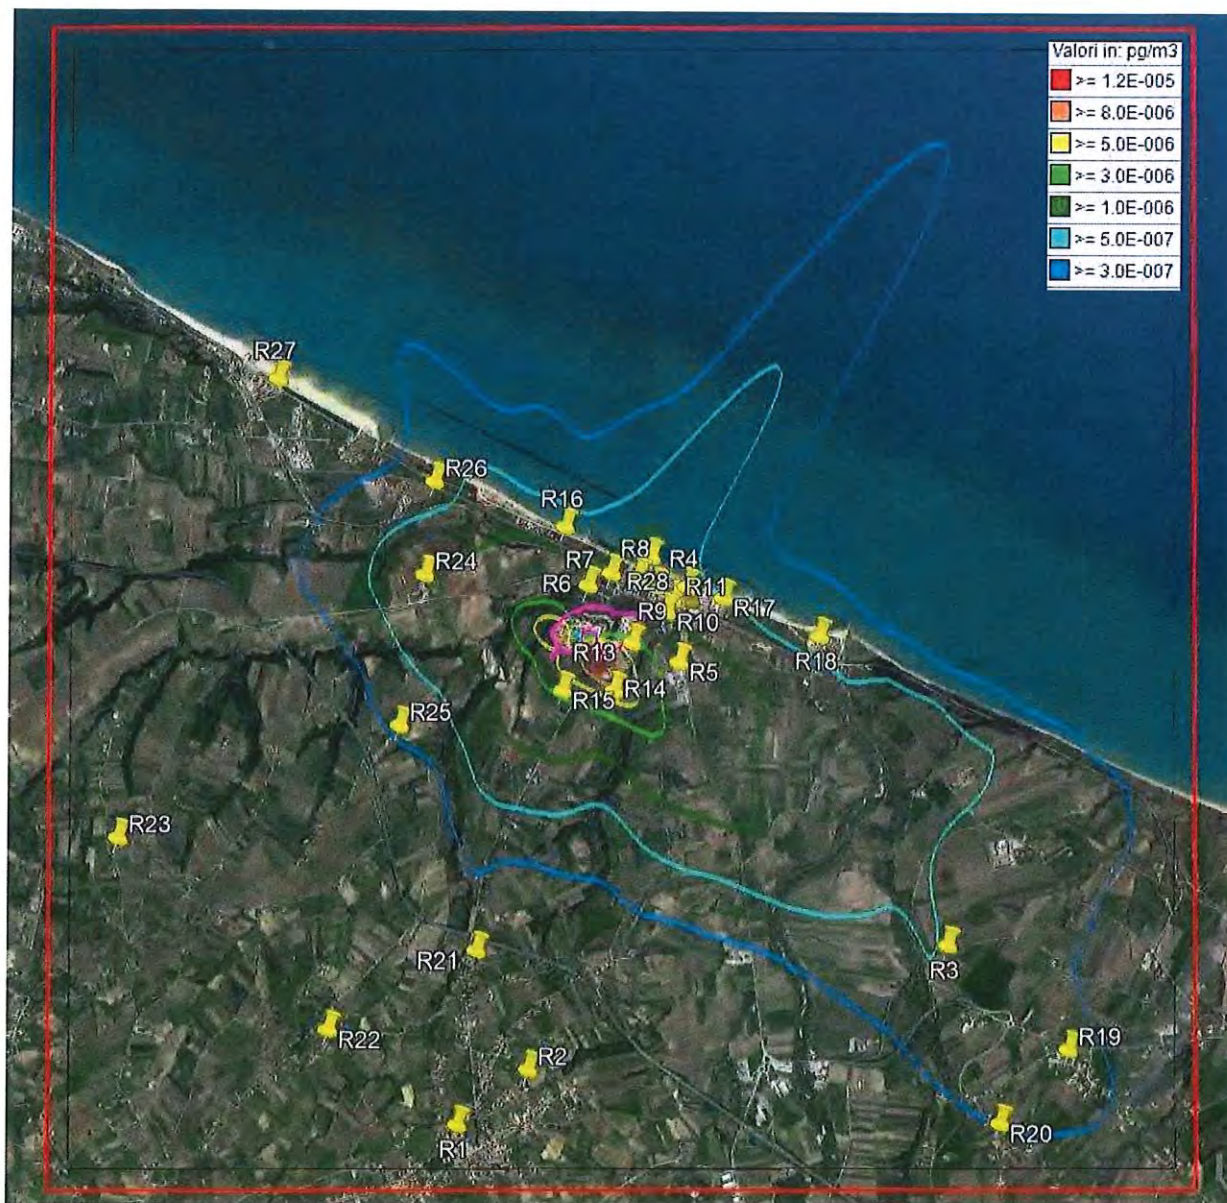 Valori in: pg/m3
>= 1.2E-005
>= 8.0E-006
>= 5.0E-006
>= 3.0E-006
>= 1.0E-006
>= 5.0E-007
>= 3.0E-007
R27
R26
R16
R24
R7
R8
R4
R6
R28
R11
R17
R9
R10
R13
R18
R5
R14
R15
R25
R23
R3
R21
R19
R22
R2
R20
R1